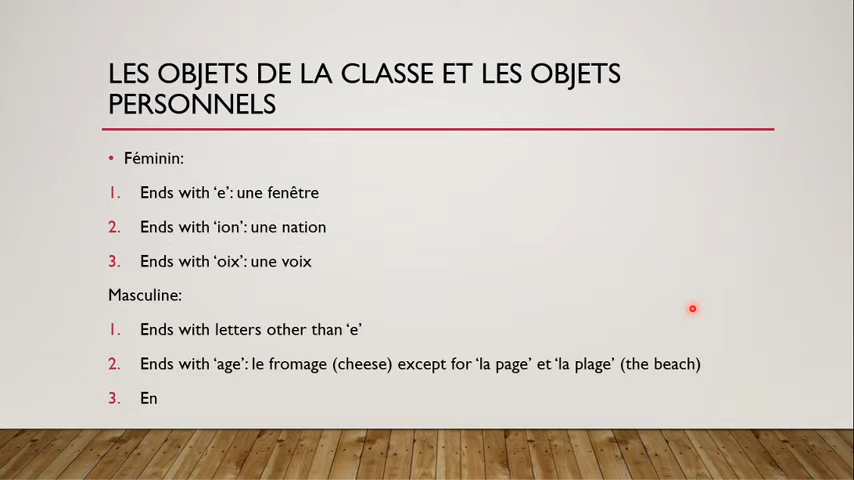 LES OBJETS DE LA CLASSE ET LES OBJETS
PERSONNELS
• Féminin:
1. Ends with ‘e’: une fenêtre
2. Ends with ‘ion’: une nation
3. Ends with ‘oix’: une voix
Masculine:
1. Ends with letters other than ‘e’
2. Ends with ‘age’: le fromage (cheese) except for ‘la page’ et ‘la plage’ (the beach)
3. En